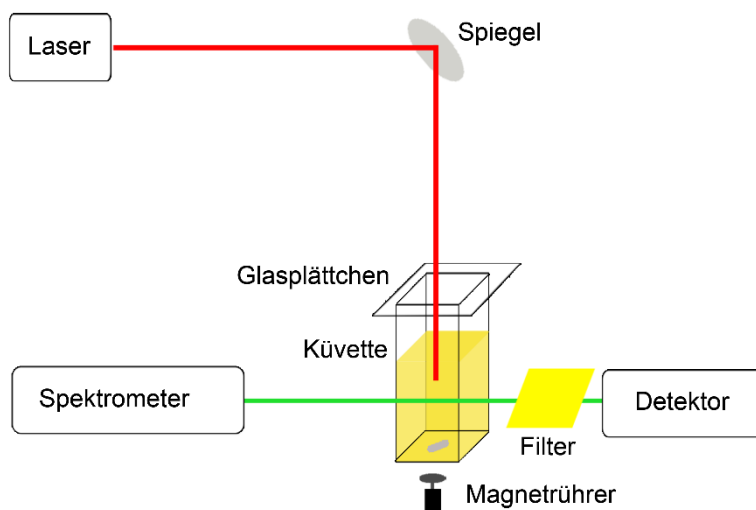 Laser
Spiegel
Glasplättchen
Küvette
Spektrometer
Detektor
Filter
Magnetrührer